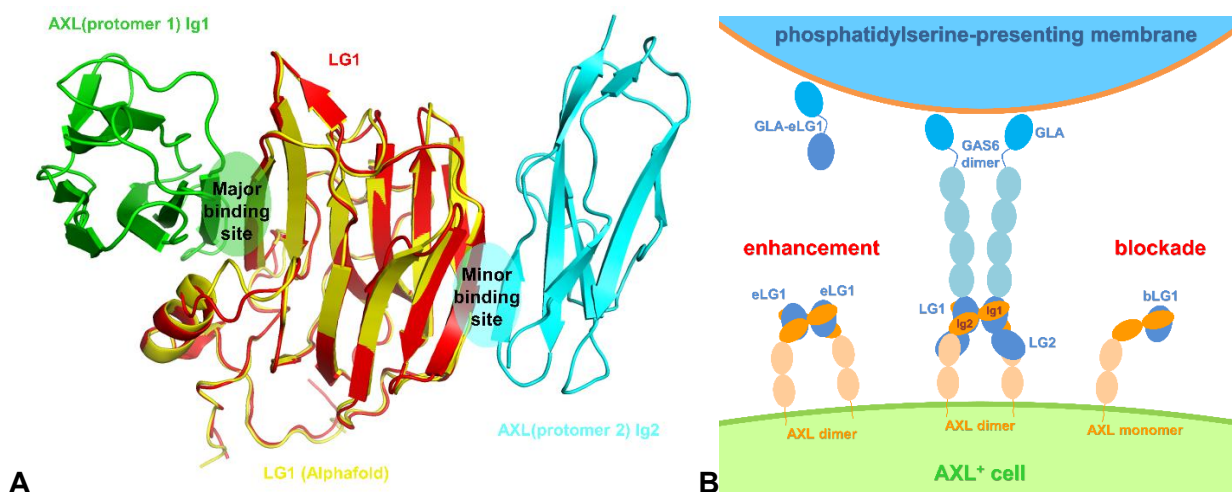 AXL(protomer 1) Ig1
LG1
Major
binding
site
Minor
binding
site
AXL(protomer 2) Ig2
LG1 (Alphafold)
A
phosphatidylserine-presenting membrane
GLA-eLG1
GAS6
dimer
GLA
enhancement
blockade
eLG1
eLG1
LG1
Ig1
Ig2
LG2
bLG1
AXL dimer
AXL dimer
AXL monomer
AXL⁺ cell
B